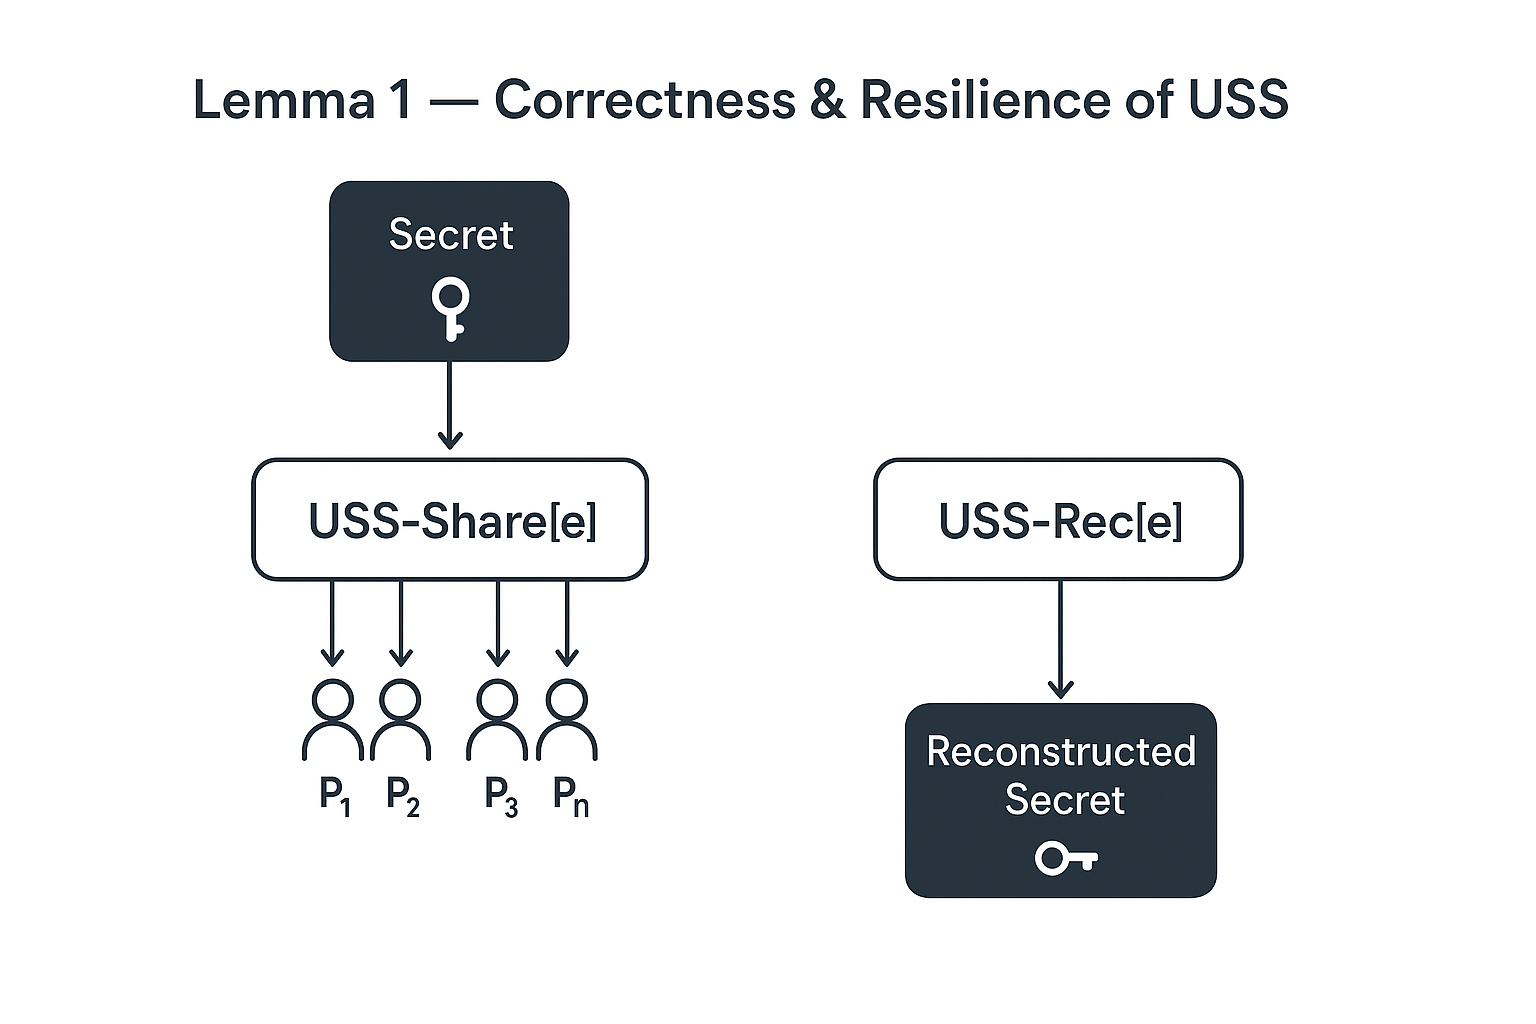 Lemma 1 — Correctness & Resilience of USS
Secret
USS-Share[e]
P₁ P₂ P₃ Pₙ
USS-Rec[e]
Reconstructed
Secret